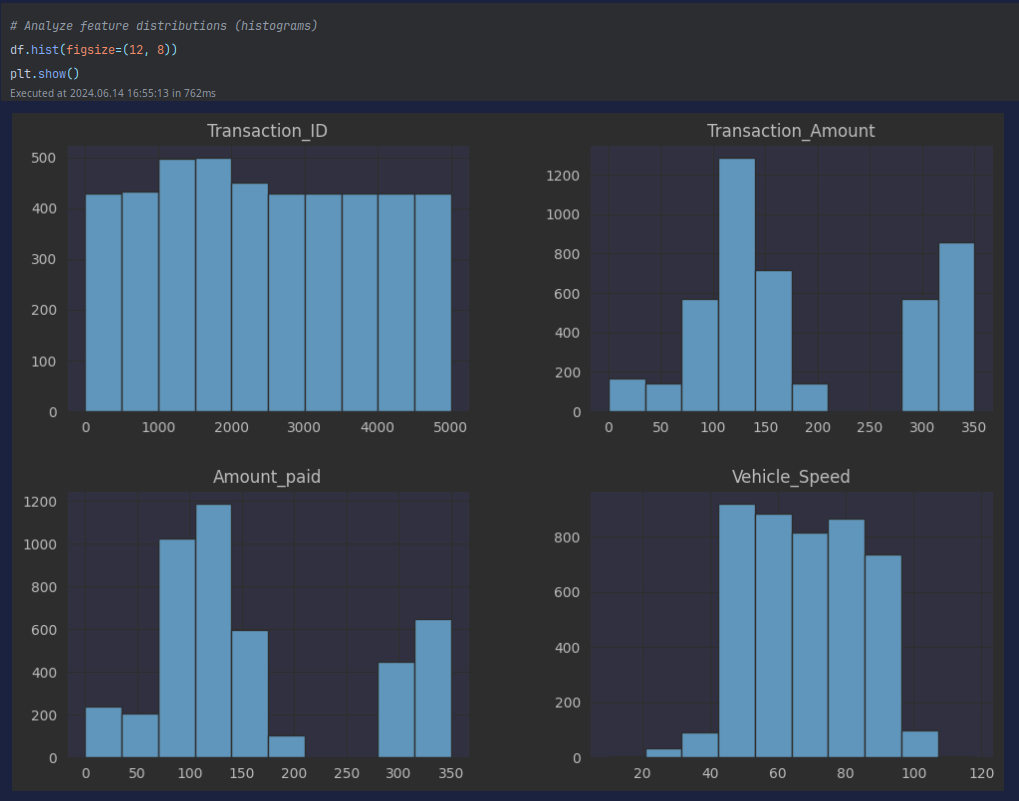 # Analyze feature distributions (histograms)
df.hist(figsize=(12, 8))
plt.show()
Executed at 2024.06.14 16:55:13 in 762ms
Transaction_ID
500
400
300
200
100
0
0 1000 2000 3000 4000 5000
Transaction_Amount
1200
1000
800
600
400
200
0
0 50 100 150 200 250 300 350
Amount_paid
1200
1000
800
600
400
200
0
0 50 100 150 200 250 300 350
Vehicle_Speed
800
600
400
200
0
20 40 60 80 100 120